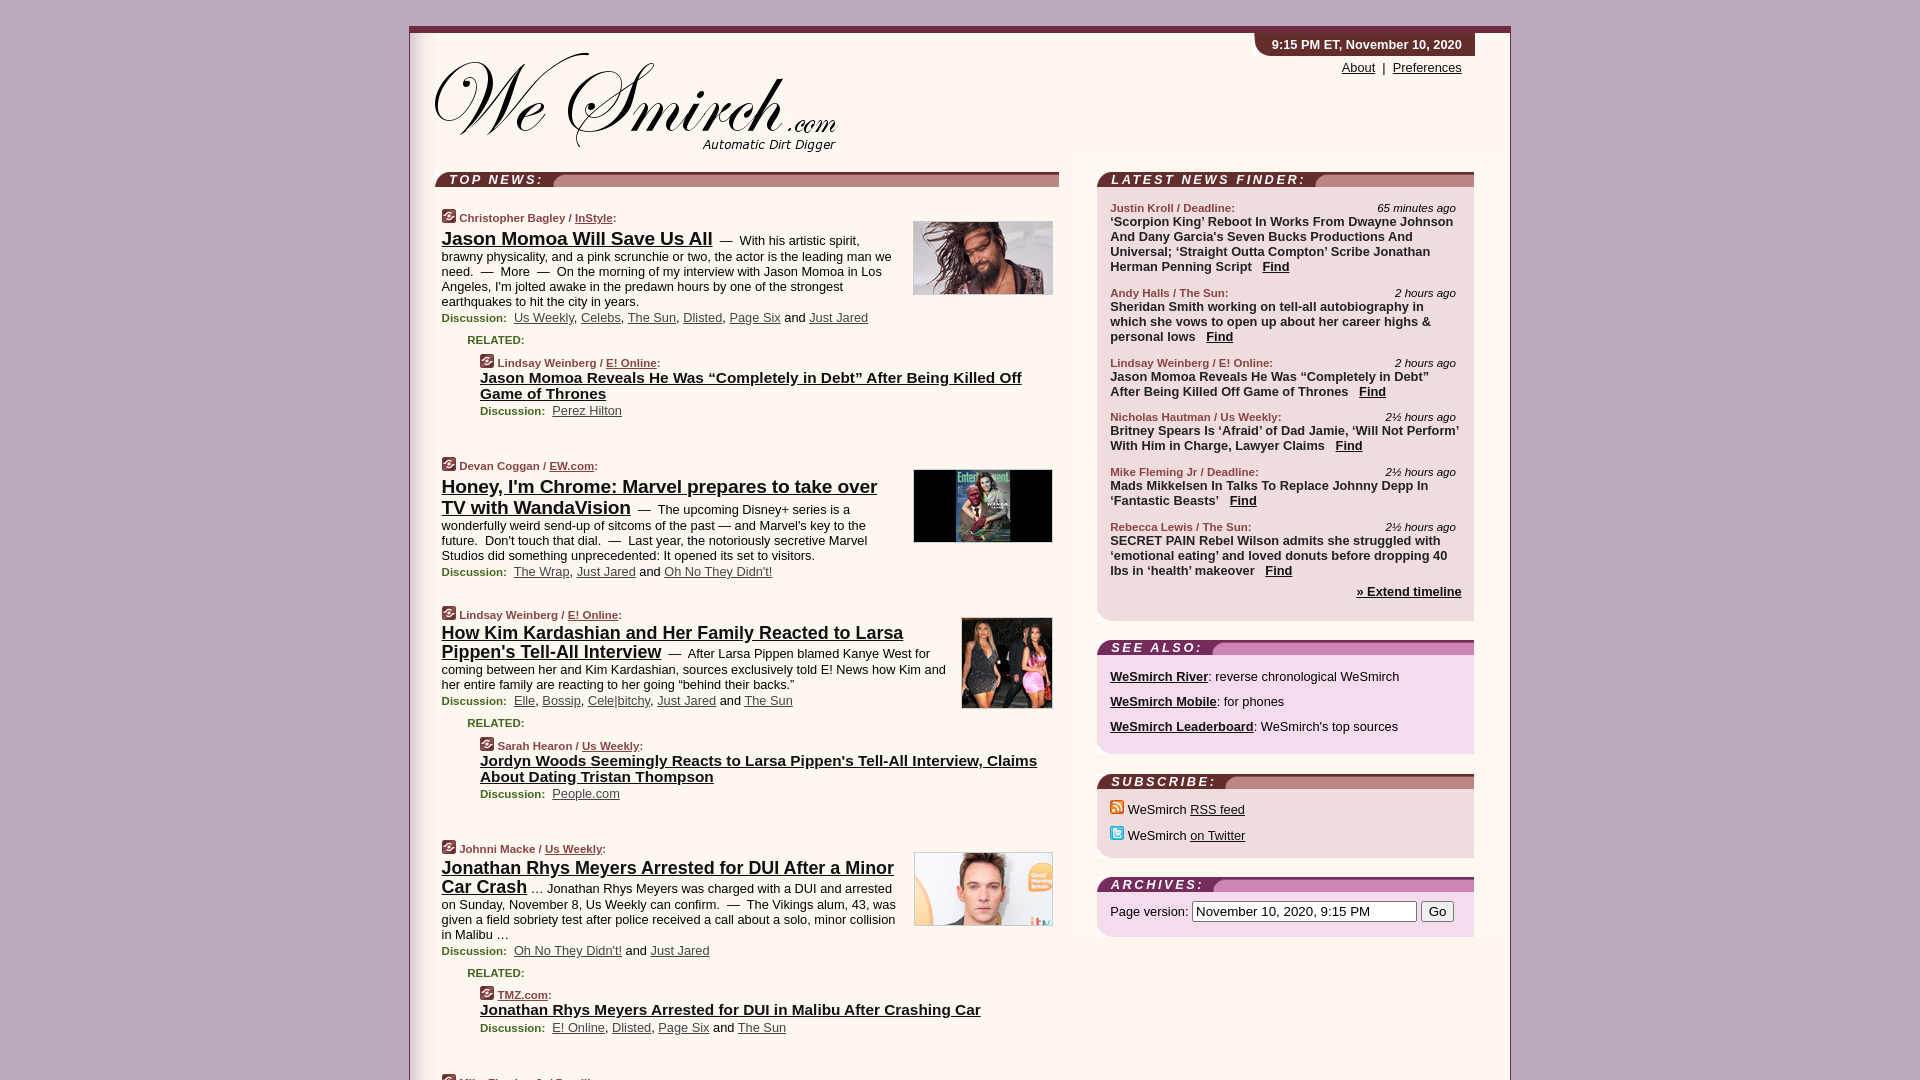 9:15 PM ET, November 10, 2020
About | Preferences
We Smirch .com
Automatic Dirt Digger
TOP NEWS:
Christopher Bagley / InStyle:
Jason Momoa Will Save Us All — With his artistic spirit,
brawny physicality, and a pink scrunchie or two, the actor is the leading man we
need. — More — On the morning of my interview with Jason Momoa in Los
Angeles, I'm jolted awake in the predawn hours by one of the strongest
earthquakes to hit the city in years.
Discussion: Us Weekly, Celebs, The Sun, Dlisted, Page Six and Just Jared
RELATED:
Lindsay Weinberg / E! Online:
Jason Momoa Reveals He Was “Completely in Debt” After Being Killed Off
Game of Thrones
Discussion: Perez Hilton
Devan Coggan / EW.com:
Honey, I'm Chrome: Marvel prepares to take over
TV with WandaVision — The upcoming Disney+ series is a
wonderfully weird send-up of sitcoms of the past — and Marvel's key to the
future. Don't touch that dial. — Last year, the notoriously secretive Marvel
Studios did something unprecedented: It opened its set to visitors.
Discussion: The Wrap, Just Jared and Oh No They Didn't!
Lindsay Weinberg / E! Online:
How Kim Kardashian and Her Family Reacted to Larsa
Pippen's Tell-All Interview — After Larsa Pippen blamed Kanye West for
coming between her and Kim Kardashian, sources exclusively told E! News how Kim and
her entire family are reacting to her going “behind their backs.”
Discussion: Elle, Bossip, Cele|bitchy, Just Jared and The Sun
RELATED:
Sarah Hearon / Us Weekly:
Jordyn Woods Seemingly Reacts to Larsa Pippen's Tell-All Interview, Claims
About Dating Tristan Thompson
Discussion: People.com
Johnni Macke / Us Weekly:
Jonathan Rhys Meyers Arrested for DUI After a Minor
Car Crash … Jonathan Rhys Meyers was charged with a DUI and arrested
on Sunday, November 8, Us Weekly can confirm. — The Vikings alum, 43, was
given a field sobriety test after police received a call about a solo, minor collision
in Malibu …
Discussion: Oh No They Didn't! and Just Jared
Good
Morning
Britain
itv
RELATED:
TMZ.com:
Jonathan Rhys Meyers Arrested for DUI in Malibu After Crashing Car
Discussion: E! Online, Dlisted, Page Six and The Sun
LATEST NEWS FINDER:
Justin Kroll / Deadline: 65 minutes ago
‘Scorpion King’ Reboot In Works From Dwayne Johnson
And Dany Garcia's Seven Bucks Productions And
Universal; ‘Straight Outta Compton’ Scribe Jonathan
Herman Penning Script Find
Andy Halls / The Sun: 2 hours ago
Sheridan Smith working on tell-all autobiography in
which she vows to open up about her career highs &
personal lows Find
Lindsay Weinberg / E! Online: 2 hours ago
Jason Momoa Reveals He Was “Completely in Debt”
After Being Killed Off Game of Thrones Find
Nicholas Hautman / Us Weekly: 2½ hours ago
Britney Spears Is ‘Afraid’ of Dad Jamie, ‘Will Not Perform’
With Him in Charge, Lawyer Claims Find
Mike Fleming Jr / Deadline: 2½ hours ago
Mads Mikkelsen In Talks To Replace Johnny Depp In
‘Fantastic Beasts’ Find
Rebecca Lewis / The Sun: 2½ hours ago
SECRET PAIN Rebel Wilson admits she struggled with
‘emotional eating’ and loved donuts before dropping 40
lbs in ‘health’ makeover Find
» Extend timeline
SEE ALSO:
WeSmirch River: reverse chronological WeSmirch
WeSmirch Mobile: for phones
WeSmirch Leaderboard: WeSmirch's top sources
SUBSCRIBE:
WeSmirch RSS feed
WeSmirch on Twitter
ARCHIVES:
Page version: November 10, 2020, 9:15 PM Go